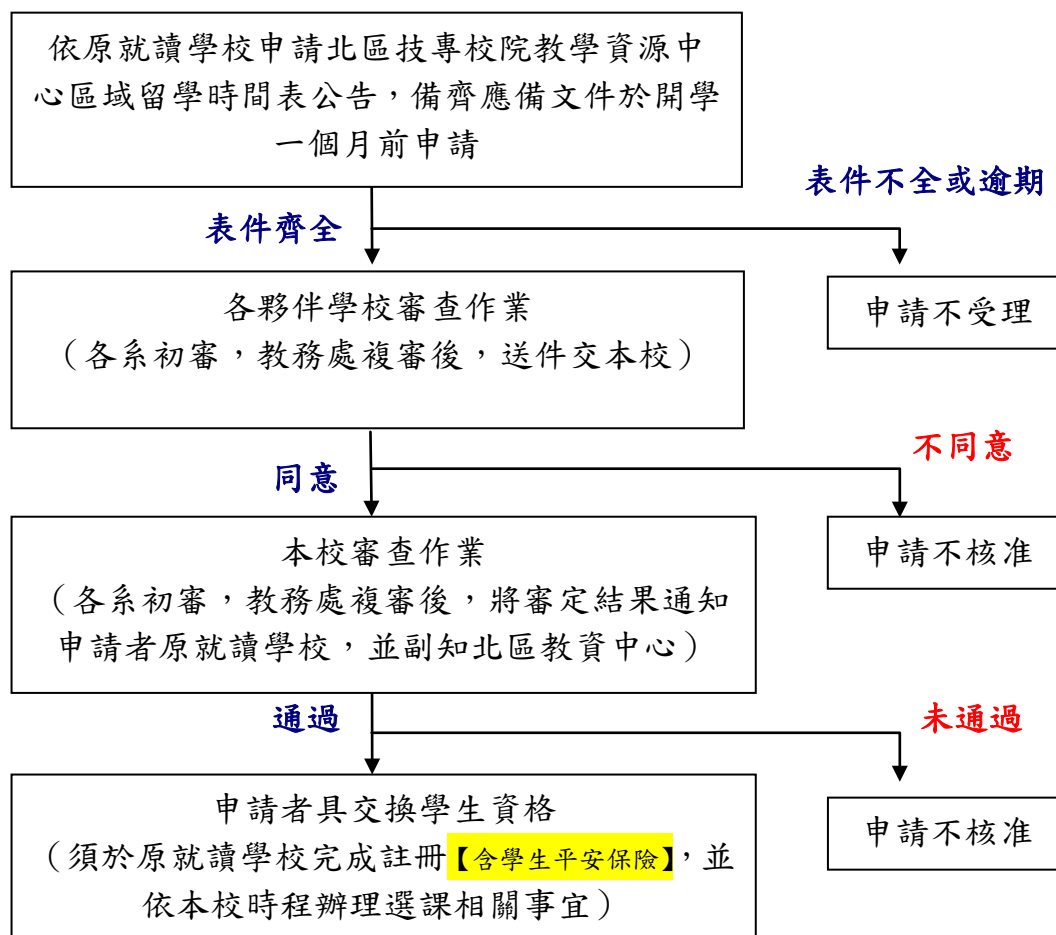 依原就讀學校申請北區技專校院教學資源中
心區域留學時間表公告，備齊應備文件於開學
一個月前申請
表件不全或逾期
表件齊全
各夥伴學校審查作業
（各系初審，教務處複審後，送件交本校）
申請不受理
不同意
同意
本校審查作業
（各系初審，教務處複審後，將審定結果通知
申請者原就讀學校，並副知北區教資中心）
申請不核准
通過
未通過
申請者具交換學生資格
（須於原就讀學校完成註冊【含學生平安保險】，並
依本校時程辦理選課相關事宜）
申請不核准